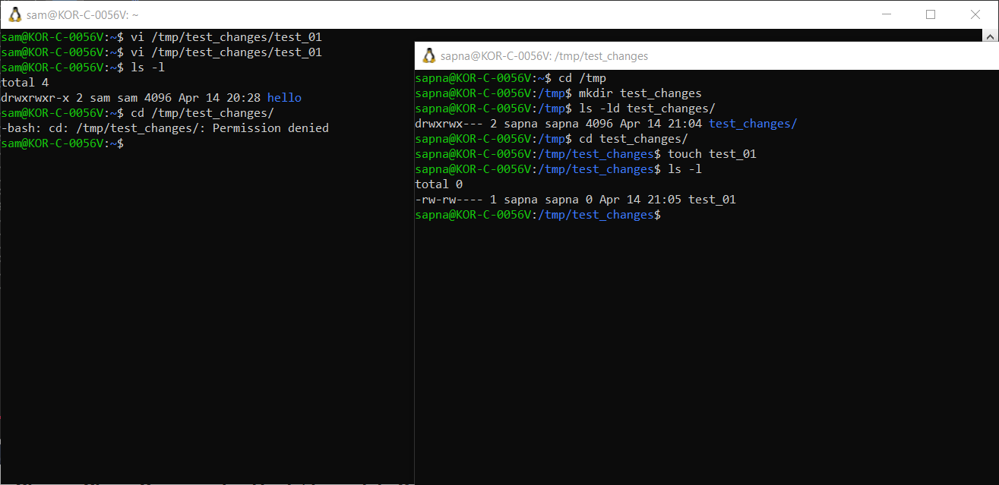 sam@KOR-C-0056V: ~
sam@KOR-C-0056V:~$ vi /tmp/test_changes/test_01
sam@KOR-C-0056V:~$ vi /tmp/test_changes/test_01
sam@KOR-C-0056V:~$ ls -l
total 4
drwxrwxr-x 2 sam sam 4096 Apr 14 20:28 hello
sam@KOR-C-0056V:~$ cd /tmp/test_changes/
-bash: cd: /tmp/test_changes/: Permission denied
sam@KOR-C-0056V:~$
sapna@KOR-C-0056V: /tmp/test_changes
sapna@KOR-C-0056V:~$ cd /tmp
sapna@KOR-C-0056V:/tmp$ mkdir test_changes
sapna@KOR-C-0056V:/tmp$ ls -ld test_changes/
drwxrwx--- 2 sapna sapna 4096 Apr 14 21:04 test_changes/
sapna@KOR-C-0056V:/tmp$ cd test_changes/
sapna@KOR-C-0056V:/tmp/test_changes$ touch test_01
sapna@KOR-C-0056V:/tmp/test_changes$ ls -l
total 0
-rw-rw---- 1 sapna sapna 0 Apr 14 21:05 test_01
sapna@KOR-C-0056V:/tmp/test_changes$